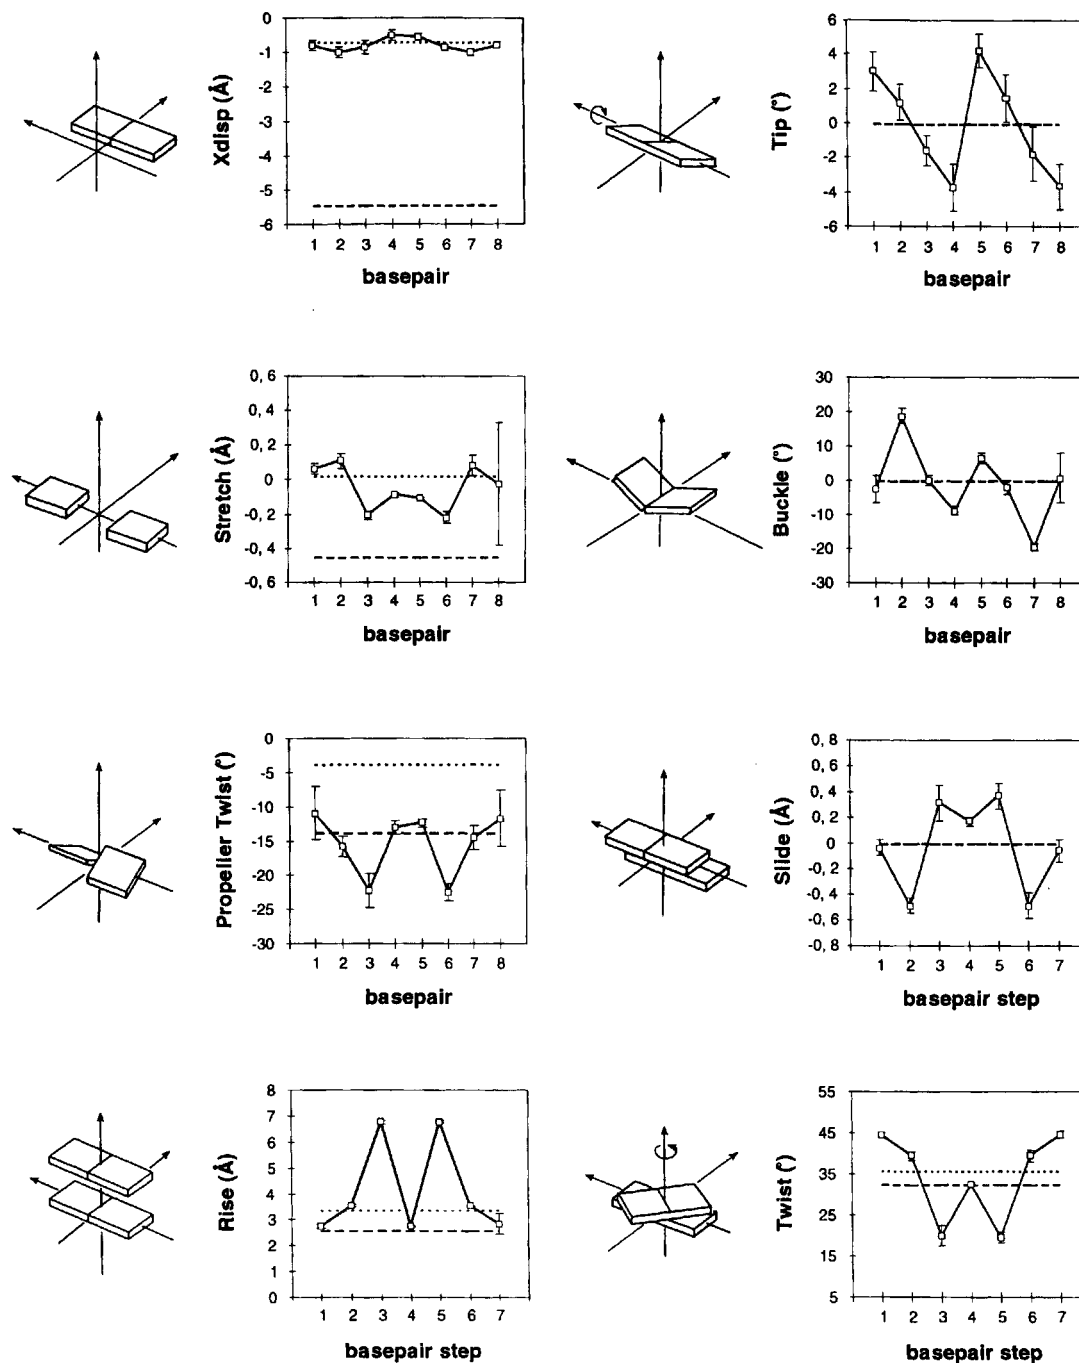 0
-1
-2
-3
-4
-5
-6
Xdisp (Å)
1 2 3 4 5 6 7 8
basepair
6
4
2
0
-2
-4
-6
Tip (°)
1 2 3 4 5 6 7 8
basepair
0, 6
0, 4
0, 2
0
-0, 2
-0, 4
-0, 6
Stretch (Å)
1 2 3 4 5 6 7 8
basepair
30
20
10
0
-10
-20
-30
Buckle (°)
1 2 3 4 5 6 7 8
basepair
0
-5
-10
-15
-20
-25
-30
Propeller Twist (°)
1 2 3 4 5 6 7 8
basepair
0, 8
0, 6
0, 4
0, 2
0
-0, 2
-0, 4
-0, 6
-0, 8
Slide (Å)
1 2 3 4 5 6 7
basepair step
8
7
6
5
4
3
2
1
0
Rise (Å)
1 2 3 4 5 6 7
basepair step
55
45
35
25
15
5
Twist (°)
1 2 3 4 5 6 7
basepair step